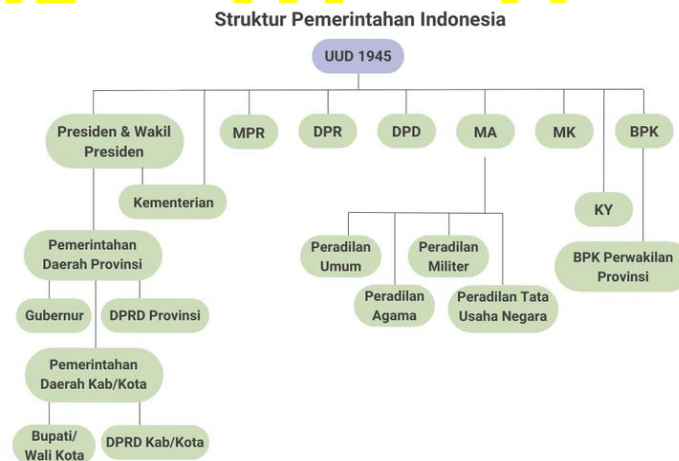 Struktur Pemerintahan Indonesia
UUD 1945
Presiden & Wakil
Presiden
MPR
DPR
DPD
MA
MK
BPK
Kementerian
KY
Pemerintahan
Daerah Provinsi
Peradilan
Umum
Peradilan
Militer
BPK Perwakilan
Provinsi
Peradilan
Agama
Peradilan Tata
Usaha Negara
Gubernur
DPRD Provinsi
Pemerintahan
Daerah Kab/Kota
Bupati/
Wali Kota
DPRD Kab/Kota